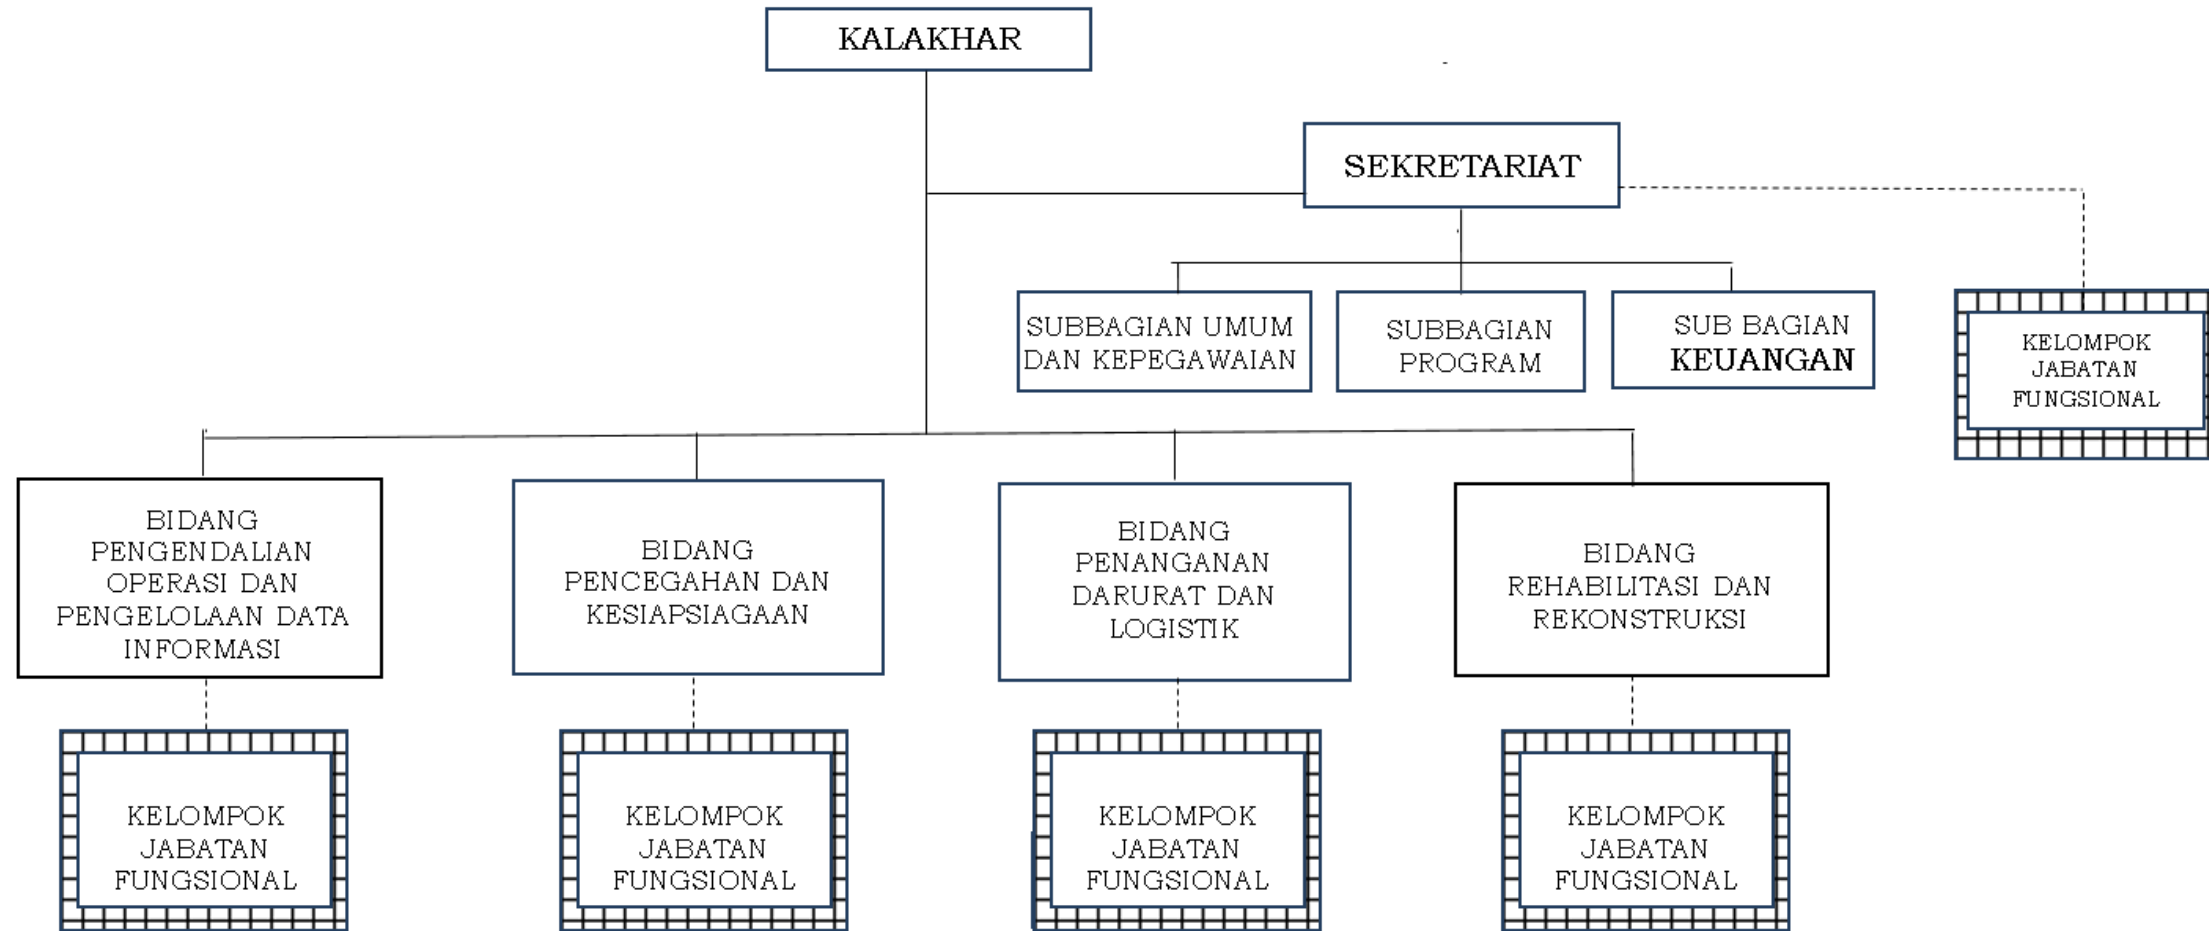 KALAKHAR
SEKRETARIAT
SUBBAGIAN UMUM
DAN KEPEGAWAIAN
SUBBAGIAN
PROGRAM
SUB BAGIAN
KEUANGAN
KELOMPOK
JABATAN
FUNGSIONAL
BIDANG
PENGENDALIAN
OPERASI DAN
PENGELOLAAN DATA
INFORMASI
BIDANG
PENCEGAHAN DAN
KESIAPSIAGAAN
BIDANG
PENANGANAN
DARURAT DAN
LOGISTIK
BIDANG
REHABILITASI DAN
REKONSTRUKSI
KELOMPOK
JABATAN
FUNGSIONAL
KELOMPOK
JABATAN
FUNGSIONAL
KELOMPOK
JABATAN
FUNGSIONAL
KELOMPOK
JABATAN
FUNGSIONAL